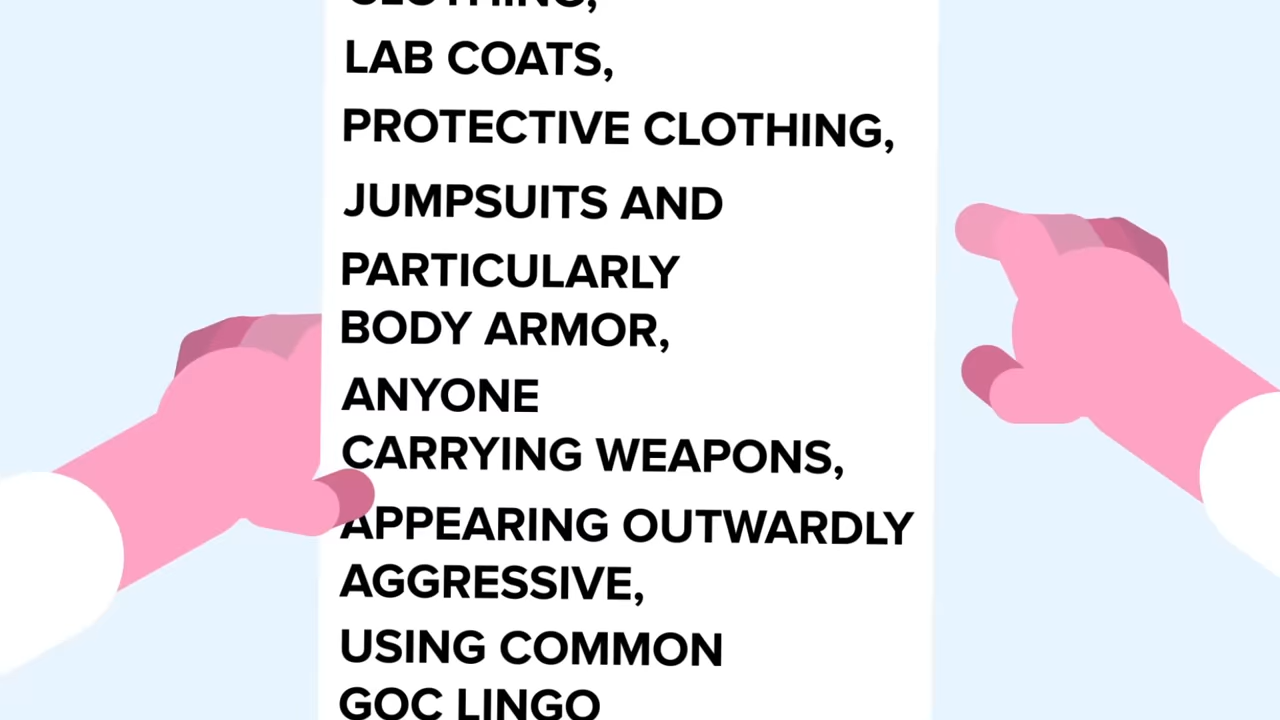 CLOTHING,
LAB COATS,
PROTECTIVE CLOTHING,
JUMPSUITS AND
PARTICULARLY
BODY ARMOR,
ANYONE
CARRYING WEAPONS,
APPEARING OUTWARDLY
AGGRESSIVE,
USING COMMON
GOC LINGO